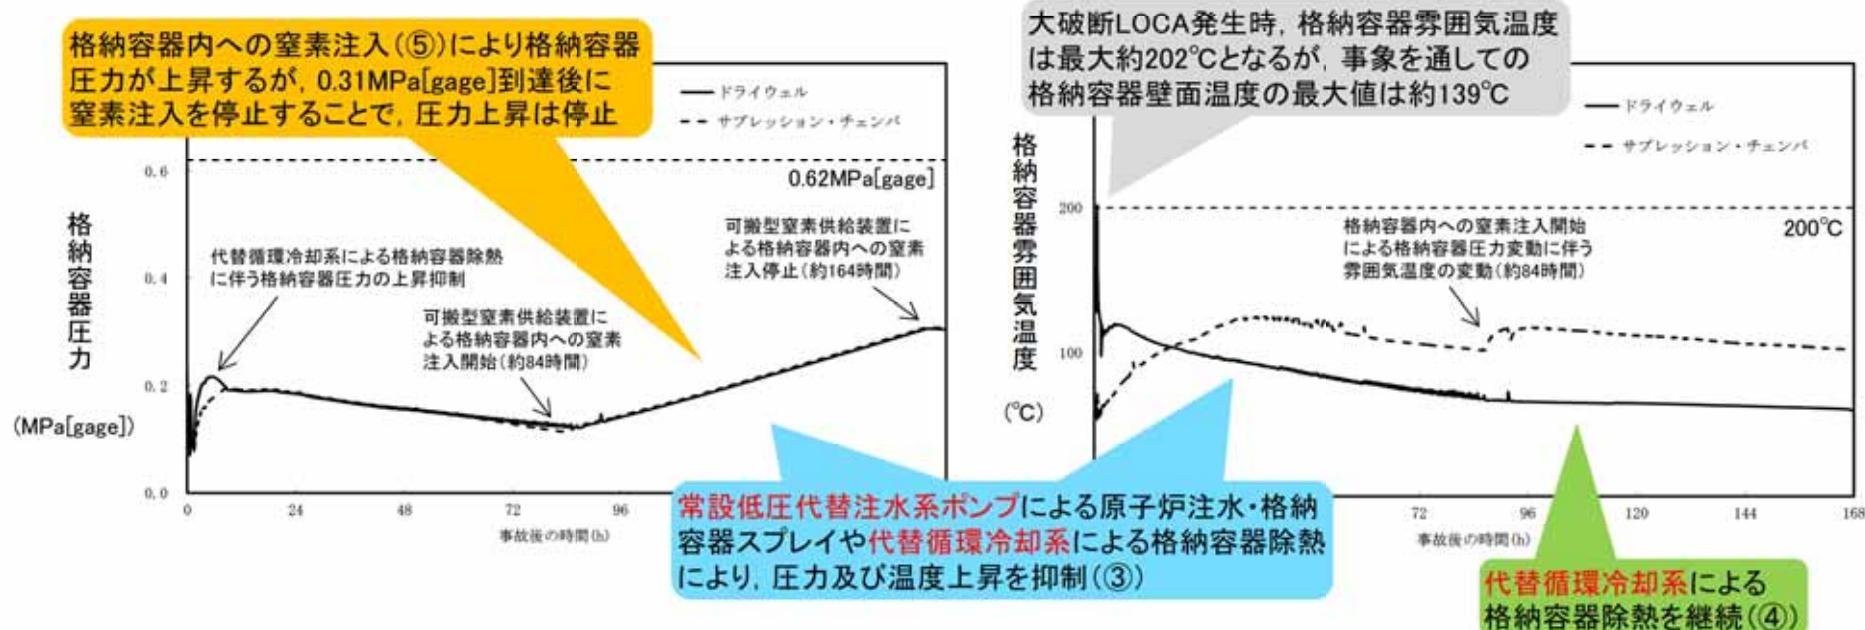 格納容器内への窒素注入(⑤)により格納容器
圧力が上昇するが，0.31MPa[gage]到達後に
窒素注入を停止することで，圧力上昇は停止
ドライウェル
サプレッション・チェンバ
0.62MPa[gage]
格納容器圧力
(MPa[gage])
0.6
0.4
0.2
0.0
代替循環冷却系による格納容器除熱
に伴う格納容器圧力の上昇抑制
可搬型窒素供給装置に
よる格納容器内への窒素
注入開始(約84時間)
可搬型窒素供給装置に
よる格納容器内への窒素
注入停止(約164時間)
0 24 48 72 96
事故後の時間(h)
大破断LOCA発生時，格納容器雰囲気温度
は最大約202℃となるが，事象を通しての
格納容器壁面温度の最大値は約139℃
ドライウェル
サプレッション・チェンバ
200℃
格納容器雰囲気温度
(℃)
200
100
格納容器内への窒素注入開始
による格納容器圧力変動に伴う
雰囲気温度の変動(約84時間)
72 96 120 144 168
事故後の時間(h)
常設低圧代替注水系ポンプによる原子炉注水・格納
容器スプレイや代替循環冷却系による格納容器除熱
により，圧力及び温度上昇を抑制(③)
代替循環冷却系による
格納容器除熱を継続(④)